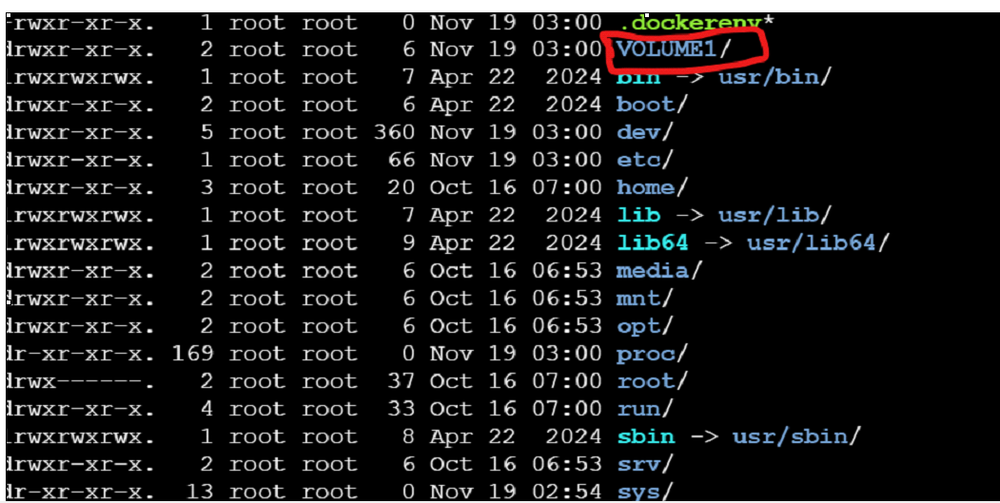 -rwxr-xr-x.   1 root root   0 Nov 19 03:00 .dockerenv*
drwxr-xr-x.   2 root root   6 Nov 19 03:00 VOLUME1/
lrwxrwxrwx.   1 root root   7 Apr 22  2024 bin -> usr/bin/
drwxr-xr-x.   2 root root   6 Apr 22  2024 boot/
drwxr-xr-x.   5 root root 360 Nov 19 03:00 dev/
drwxr-xr-x.   1 root root  66 Nov 19 03:00 etc/
drwxr-xr-x.   3 root root  20 Oct 16 07:00 home/
lrwxrwxrwx.   1 root root   7 Apr 22  2024 lib -> usr/lib/
lrwxrwxrwx.   1 root root   9 Apr 22  2024 lib64 -> usr/lib64/
drwxr-xr-x.   2 root root   6 Oct 16 06:53 media/
drwxr-xr-x.   2 root root   6 Oct 16 06:53 mnt/
drwxr-xr-x.   2 root root   6 Oct 16 06:53 opt/
dr-xr-xr-x. 169 root root   0 Nov 19 03:00 proc/
drwx------.   2 root root  37 Oct 16 07:00 root/
drwxr-xr-x.   4 root root  33 Oct 16 07:00 run/
lrwxrwxrwx.   1 root root   8 Apr 22  2024 sbin -> usr/sbin/
drwxr-xr-x.   2 root root   6 Oct 16 06:53 srv/
dr-xr-xr-x.  13 root root   0 Nov 19 02:54 sys/